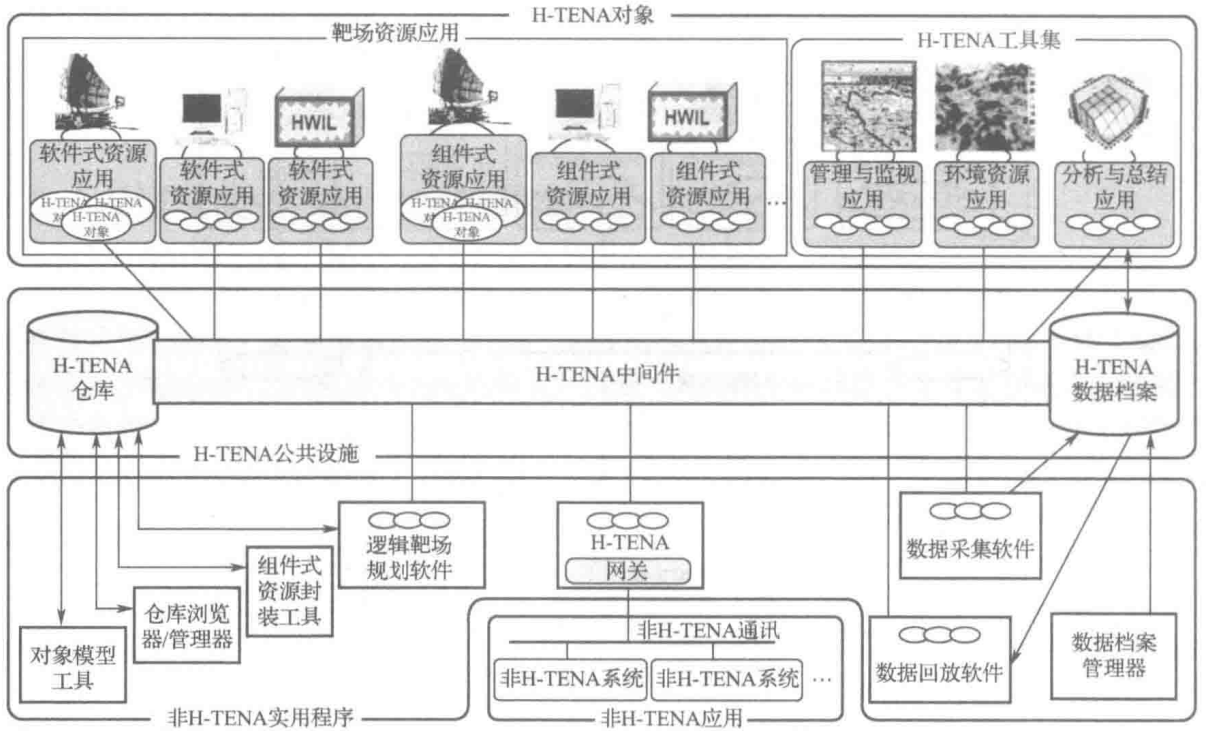 H-TENA对象
靶场资源应用
H-TENA工具集
HWIL
HWIL
软件式资源
应用
软件式
资源应用
软件式
资源应用
组件式
资源应用
组件式
资源应用
组件式
资源应用
…
管理与监视
应用
环境资源
应用
分析与总结
应用
H-TENA
H-TENA
对
H-TENA
对象
H-TENA
H-TENA
对
H-TENA
对象
H-TENA
仓库
H-TENA中间件
H-TENA
数据档案
H-TENA公共设施
逻辑靶场
规划软件
H-TENA
网关
数据采集软件
组件式
资源封
装工具
仓库浏览
器/管理器
对象模型
工具
非H-TENA通讯
非H-TENA系统
非H-TENA系统
…
数据回放软件
数据档案
管理器
非H-TENA实用程序
非H-TENA应用